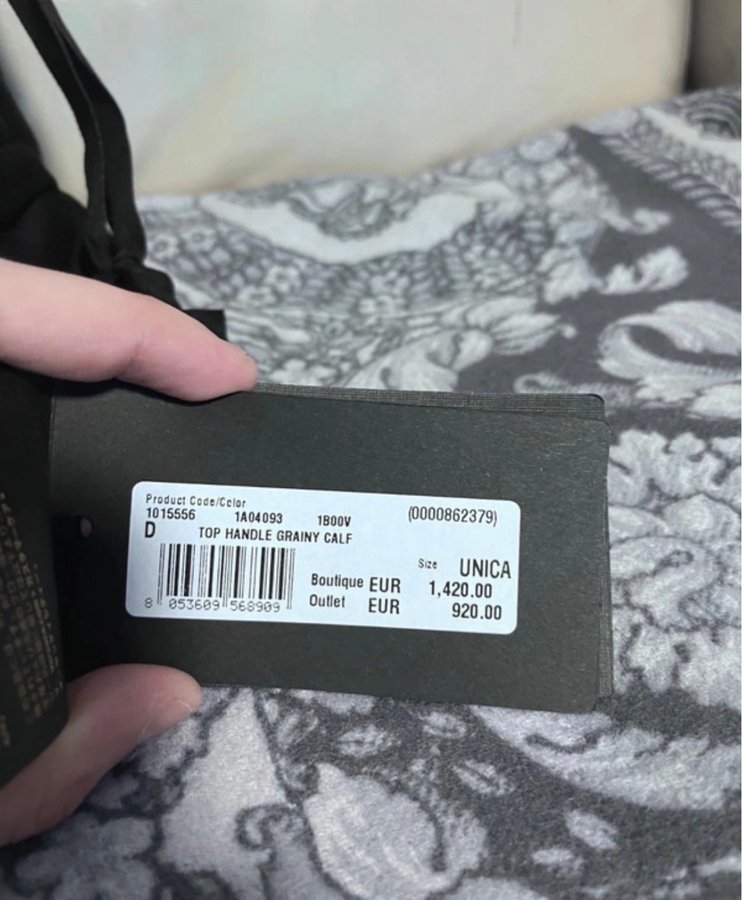 Product Code/Color
1015556 1A04093 1B00V (0000862379)
D TOP HANDLE GRAINY CALF
Size UNICA
Boutique EUR 1,420.00
Outlet EUR 920.00
8 053609 568909